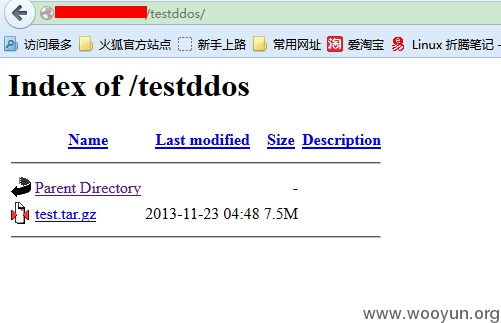 /testddos/
访问最多 火狐官方站点 新手上路 常用网址 淘 爱淘宝 易 Linux 折腾笔记 -
Index of /testddos
Name Last modified Size Description
Parent Directory -
test.tar.gz 2013-11-23 04:48 7.5M
www.wooyun.org